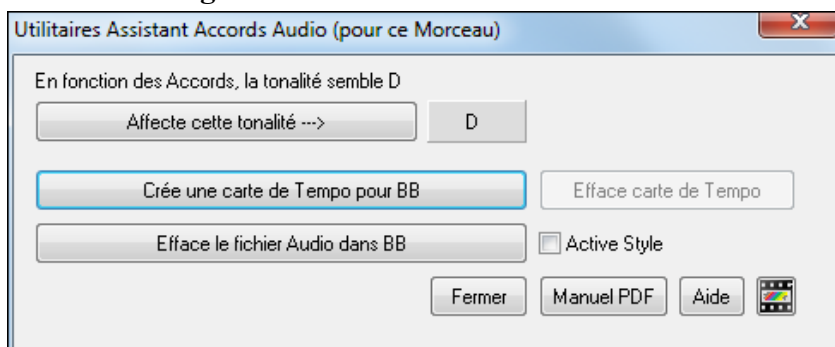 Utilitaires Assistant Accords Audio (pour ce Morceau)
En fonction des Accords, la tonalité semble D
Affecte cette tonalité ---> D
Crée une carte de Tempo pour BB Efface carte de Tempo
Efface le fichier Audio dans BB Active Style
Fermer Manuel PDF Aide